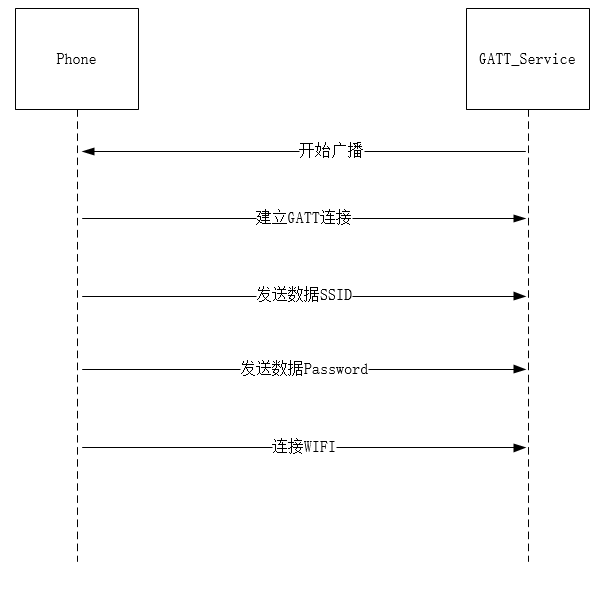 Phone
GATT_Service
开始广播
建立GATT连接
发送数据SSID
发送数据Password
连接WIFI